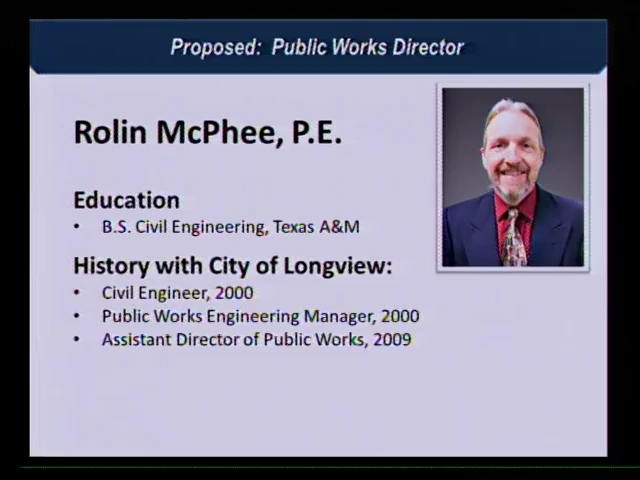 Proposed: Public Works Director
Rolin McPhee, P.E.
Education
• B.S. Civil Engineering, Texas A&M
History with City of Longview:
• Civil Engineer, 2000
• Public Works Engineering Manager, 2000
• Assistant Director of Public Works, 2009